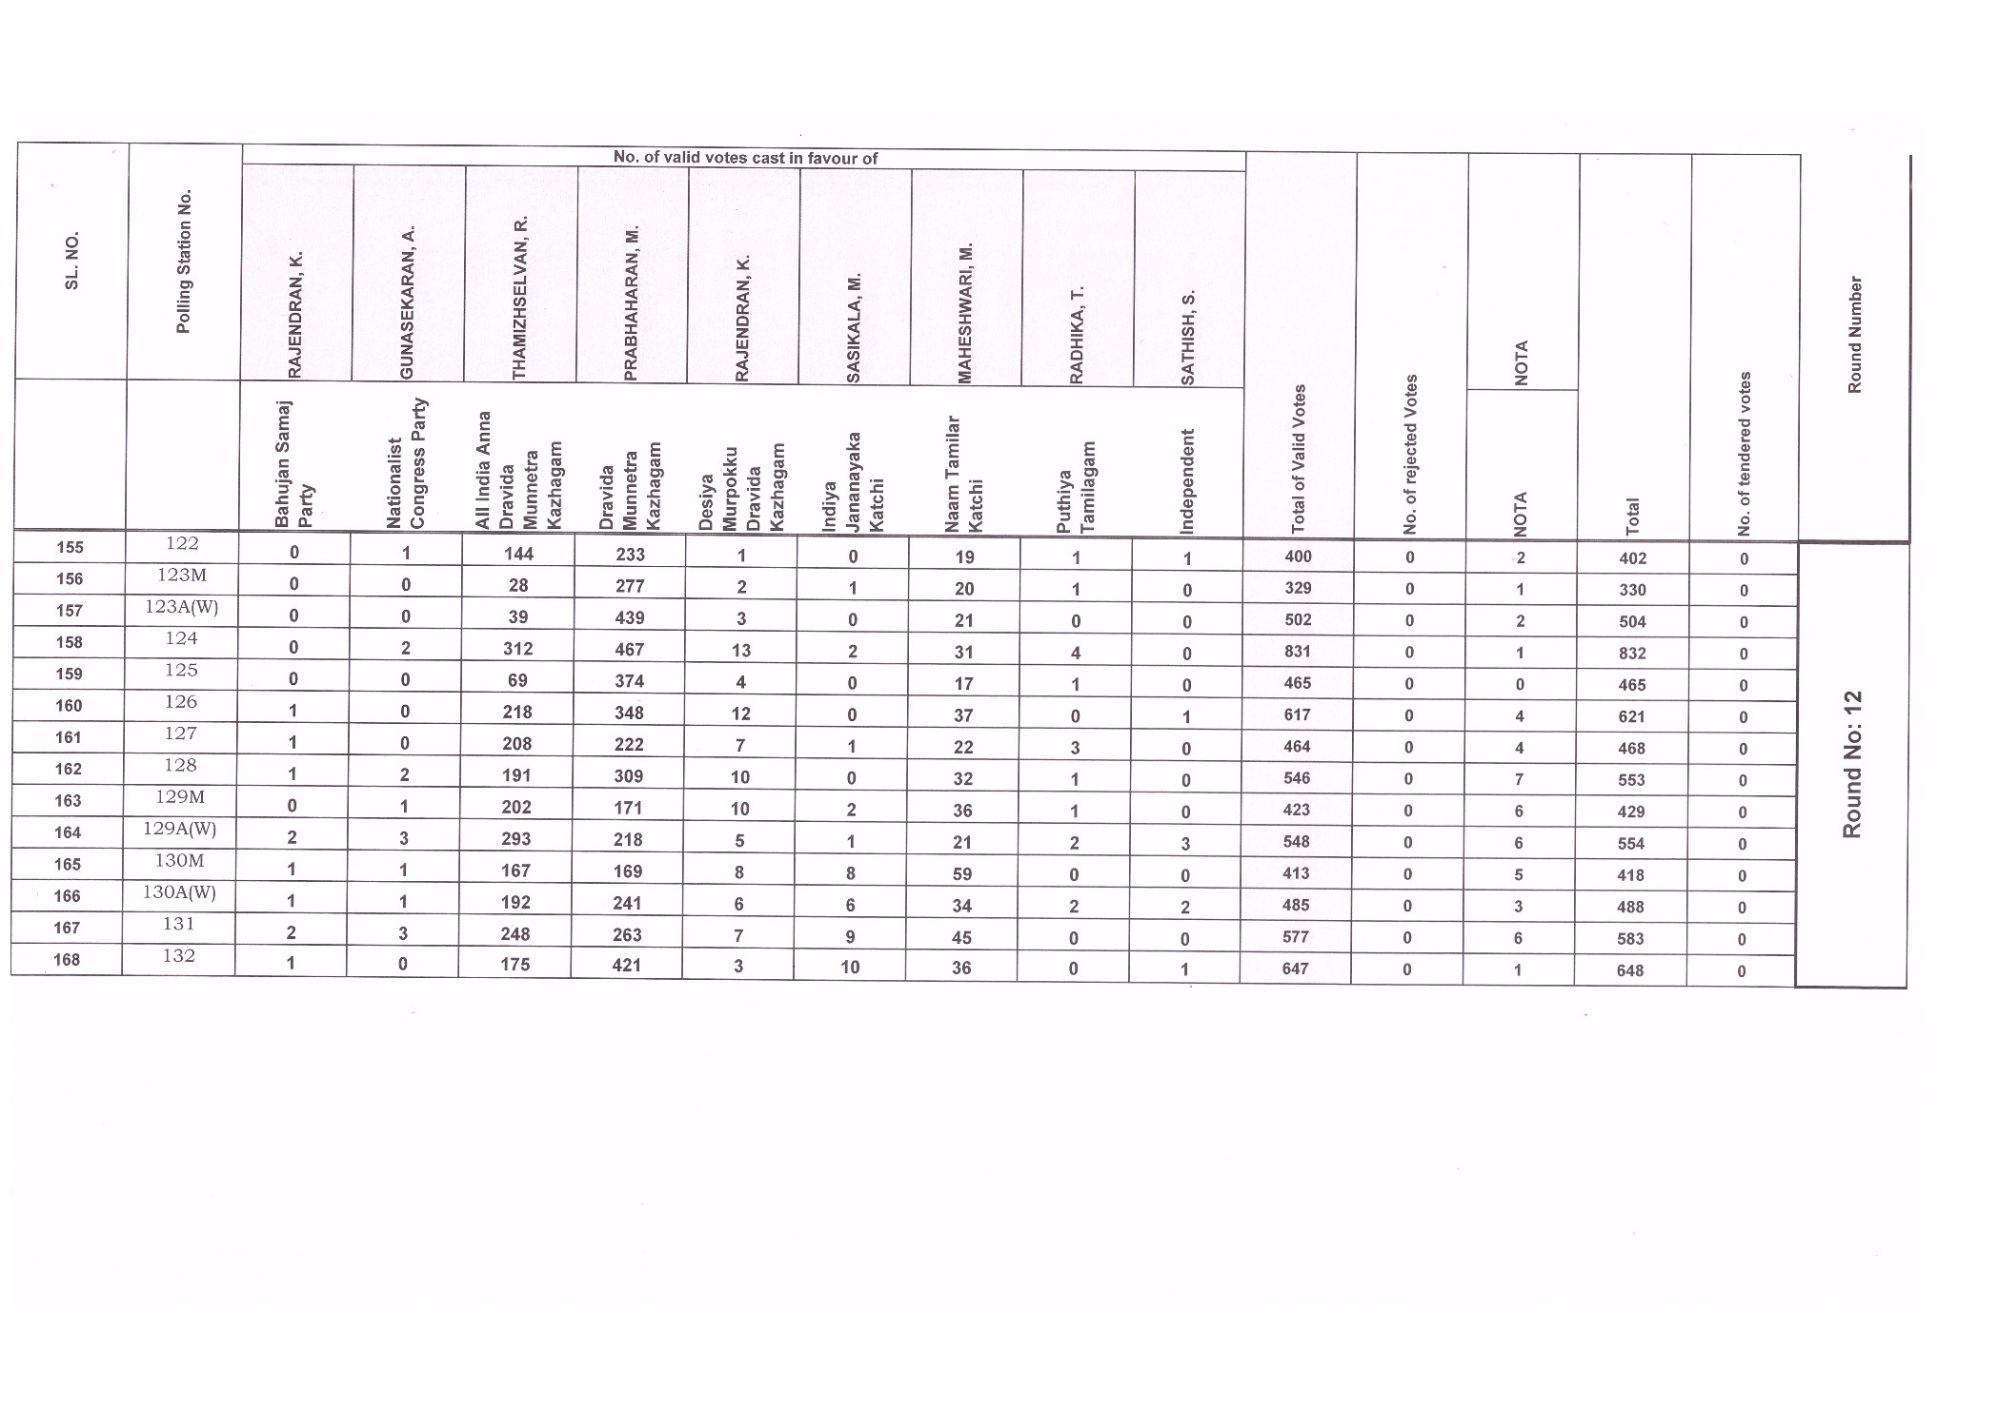 No. of valid votes cast in favour of
SL. NO.
Polling Station No.
RAJENDRAN, K.
GUNASEKARAN, A.
THAMIZHSELVAN, R.
PRABHAHARAN, M.
RAJENDRAN, K.
SASIKALA, M.
MAHESHWARI, M.
RADHIKA, T.
SATHISH, S.
Total of Valid Votes
No. of rejected Votes
NOTA
Total
No. of tendered votes
Round Number
Bahujan Samaj
Party
Nationalist
Congress Party
All India Anna
Dravida
Munnetra
Kazhagam
Dravida
Munnetra
Kazhagam
Desiya
Murpokku
Dravida
Kazhagam
Indiya
Jananayaka
Katchi
Naam Tamilar
Katchi
Puthiya
Tamilagam
Independent
NOTA
155 122 0 1 144 233 1 0 19 1 1 400 0 2 402 0
156 123M 0 0 28 277 2 1 20 1 0 329 0 1 330 0
157 123A(W) 0 0 39 439 3 0 21 0 0 502 0 2 504 0
158 124 0 2 312 467 13 2 31 4 0 831 0 1 832 0
159 125 0 0 69 374 4 0 17 1 0 465 0 0 465 0
160 126 1 0 218 348 12 0 37 0 1 617 0 4 621 0
161 127 1 0 208 222 7 1 22 3 0 464 0 4 468 0
162 128 1 2 191 309 10 0 32 1 0 546 0 7 553 0
163 129M 0 1 202 171 10 2 36 1 0 423 0 6 429 0
164 129A(W) 2 3 293 218 5 1 21 2 3 548 0 6 554 0
165 130M 1 1 167 169 8 8 59 0 0 413 0 5 418 0
166 130A(W) 1 1 192 241 6 6 34 2 2 485 0 3 488 0
167 131 2 3 248 263 7 9 45 0 0 577 0 6 583 0
168 132 1 0 175 421 3 10 36 0 1 647 0 1 648 0
Round No: 12